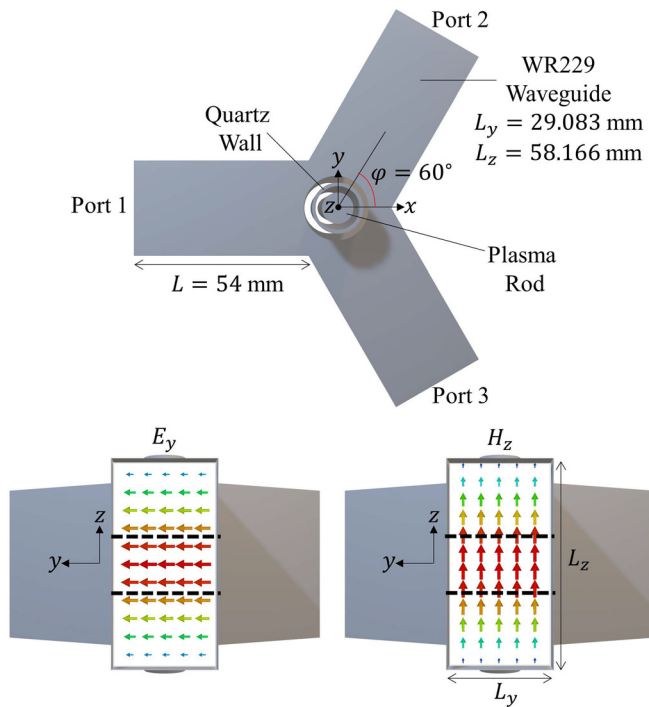 Port 2
WR229
Waveguide
L_y = 29.083 mm
L_z = 58.166 mm
Quartz
Wall
y
φ = 60°
Port 1
z
x
Plasma
Rod
L = 54 mm
Port 3
E_y
z
y
H_z
z
y
L_z
L_y